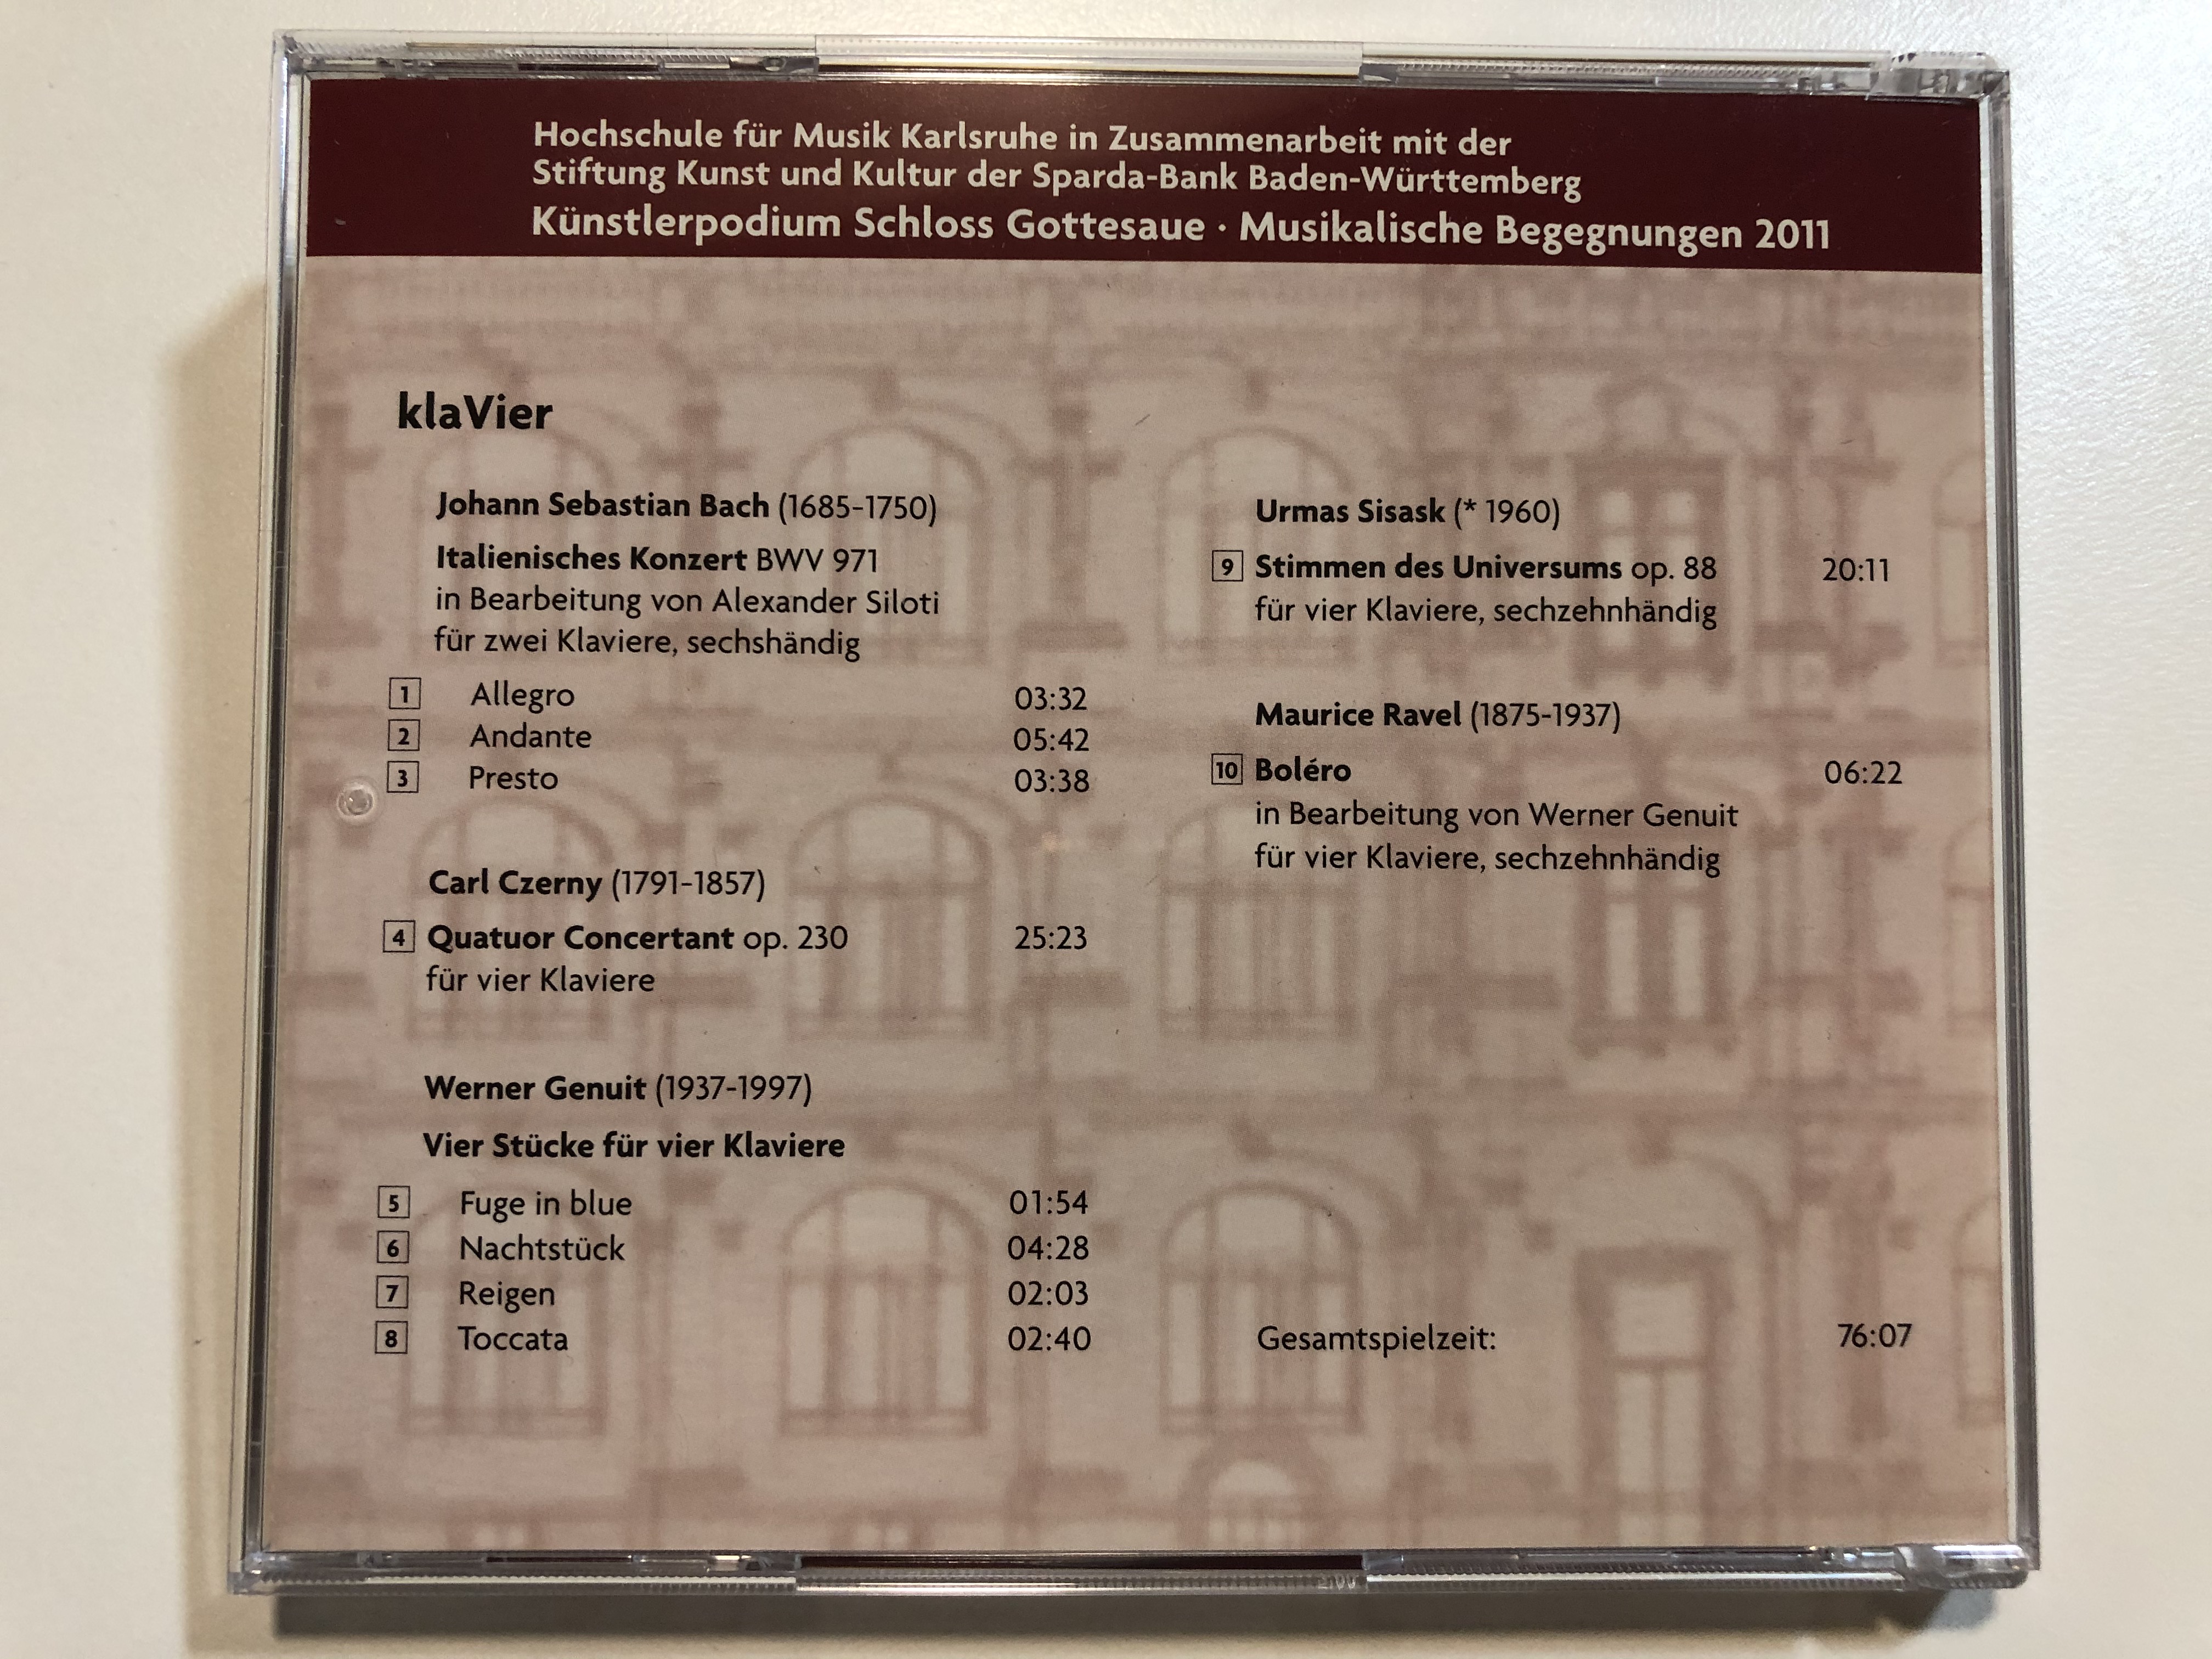 Hochschule für Musik Karlsruhe in Zusammenarbeit mit der
Stiftung Kunst und Kultur der Sparda-Bank Baden-Württemberg
Künstlerpodium Schloss Gottesaue · Musikalische Begegnungen 2011
klaVier
Johann Sebastian Bach (1685-1750)
Italienisches Konzert BWV 971
in Bearbeitung von Alexander Siloti
für zwei Klaviere, sechshändig
1 Allegro 03:32
2 Andante 05:42
3 Presto 03:38
Carl Czerny (1791-1857)
4 Quatuor Concertant op. 230 25:23
für vier Klaviere
Werner Genuit (1937-1997)
Vier Stücke für vier Klaviere
5 Fuge in blue 01:54
6 Nachtstück 04:28
7 Reigen 02:03
8 Toccata 02:40
Urmas Sisask (* 1960)
9 Stimmen des Universums op. 88 20:11
für vier Klaviere, sechzehnhändig
Maurice Ravel (1875-1937)
10 Boléro 06:22
in Bearbeitung von Werner Genuit
für vier Klaviere, sechzehnhändig
Gesamtspielzeit: 76:07